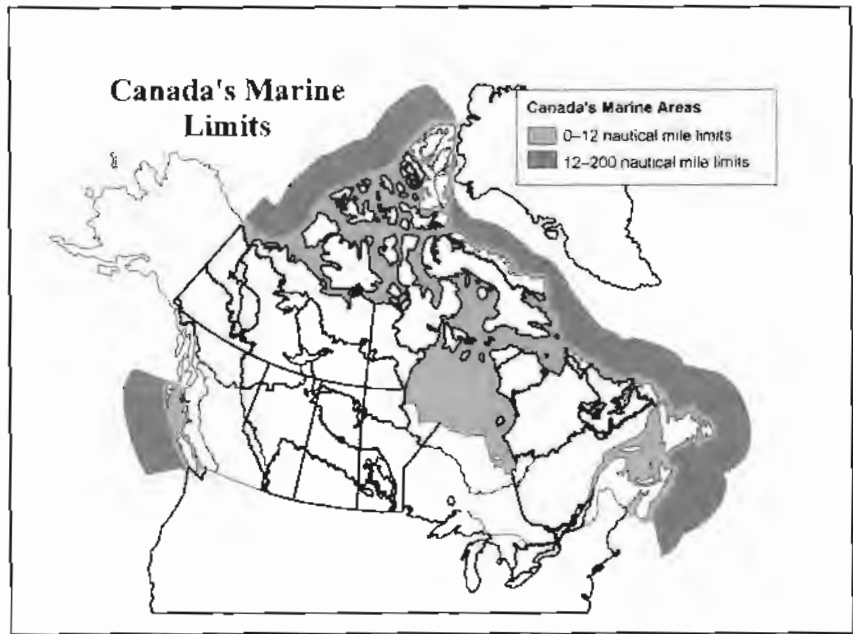 Canada's Marine
Limits
Canada's Marine Areas
0–12 nautical mile limits
12–200 nautical mile limits